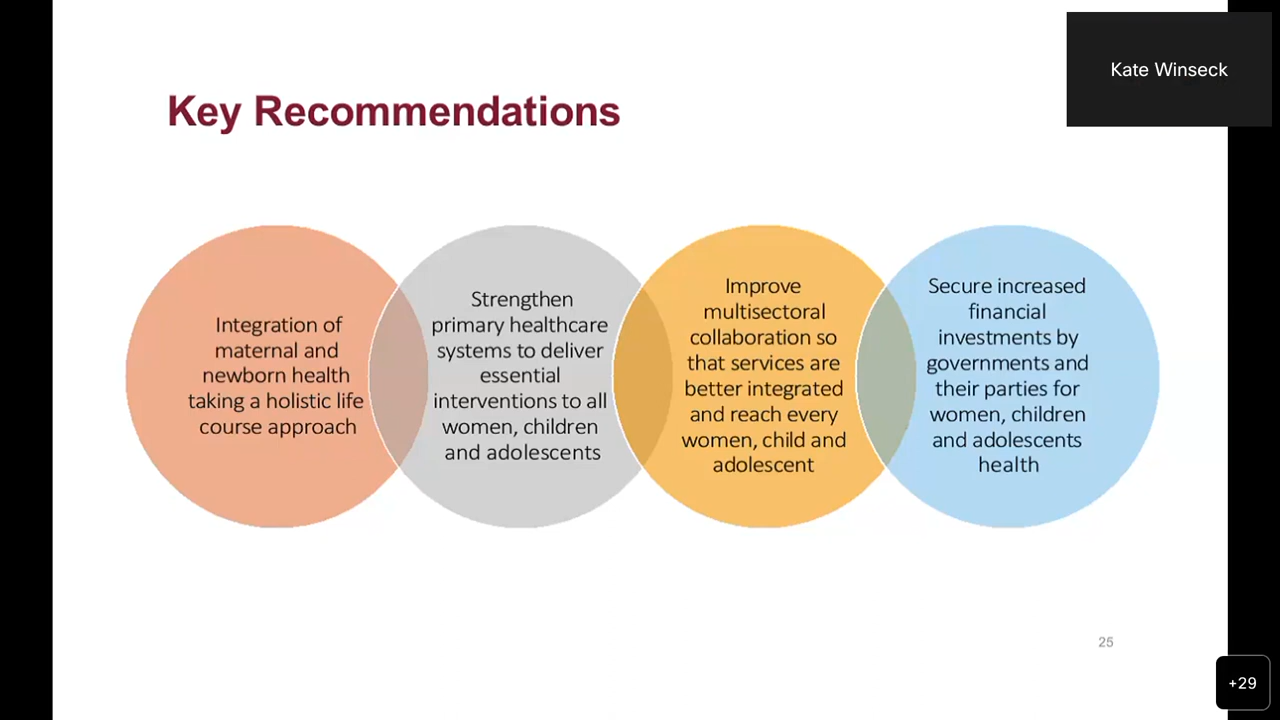 Kate Winseck
Key Recommendations
Integration of
maternal and
newborn health
taking a holistic life
course approach
Strengthen
primary healthcare
systems to deliver
essential
interventions to all
women, children
and adolescents
Improve
multisectoral
collaboration so
that services are
better integrated
and reach every
women, child and
adolescent
Secure increased
financial
investments by
governments and
their parties for
women, children
and adolescents
health
25
+29